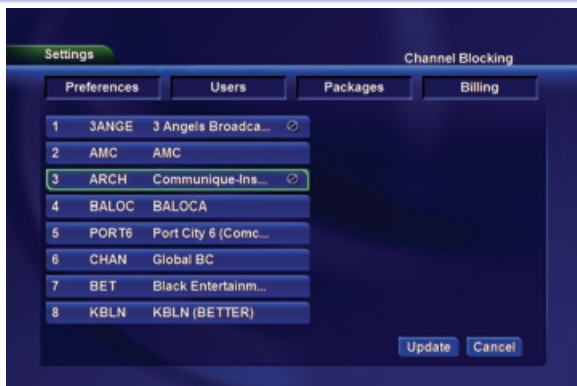 Settings
Channel Blocking
Preferences Users Packages Billing
1 3ANGE 3 Angels Broadca...
2 AMC AMC
3 ARCH Communique-Ins...
4 BALOC BALOCA
5 PORT6 Port City 6 (Comc...
6 CHAN Global BC
7 BET Black Entertainm...
8 KBLN KBLN (BETTER)
Update Cancel